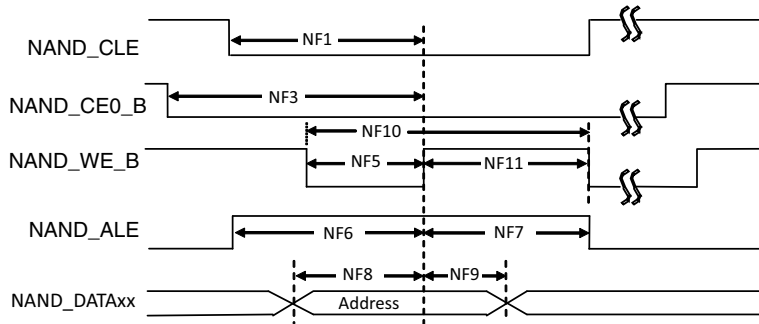 NAND_CLE
NF1
NAND_CE0_B
NF3
NF10
NAND_WE_B
NF5
NF11
NAND_ALE
NF6
NF7
NF8
NF9
NAND_DATAxx
Address